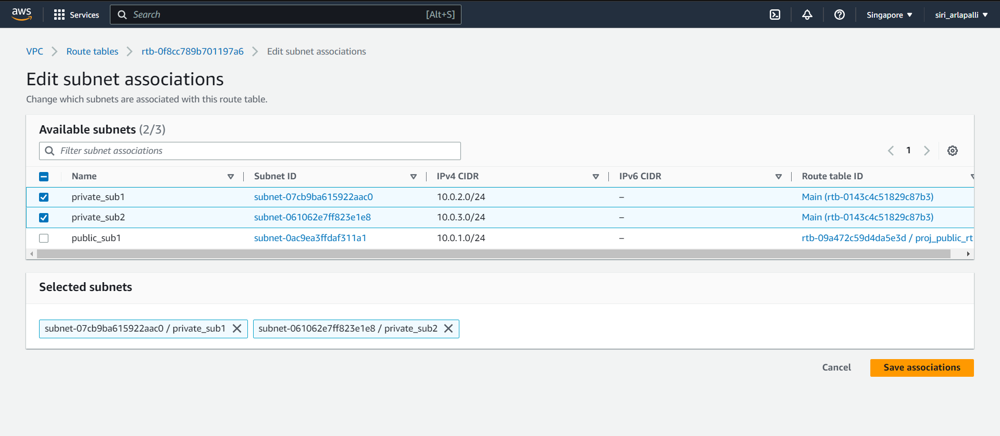 aws Services Search [Alt+S] Singapore siri_arlapalli
VPC Route tables rtb-0f8cc789b701197a6 Edit subnet associations
Edit subnet associations
Change which subnets are associated with this route table.
Available subnets (2/3)
Filter subnet associations 1
Name Subnet ID IPv4 CIDR IPv6 CIDR Route table ID
private_sub1 subnet-07cb9ba615922aac0 10.0.2.0/24 – Main (rtb-0143c4c51829c87b3)
private_sub2 subnet-061062e7ff823e1e8 10.0.3.0/24 – Main (rtb-0143c4c51829c87b3)
public_sub1 subnet-0ac9ea3ffdaf311a1 10.0.1.0/24 – rtb-09a472c59d4da5e3d / proj_public_rt
Selected subnets
subnet-07cb9ba615922aac0 / private_sub1 subnet-061062e7ff823e1e8 / private_sub2
Cancel Save associations